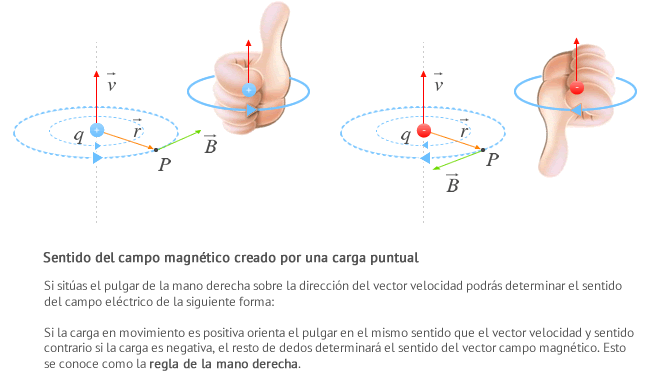 v
q
+
r
P
B
+
v
q
-
r
P
B
-
Sentido del campo magnético creado por una carga puntual
Si sitúas el pulgar de la mano derecha sobre la dirección del vector velocidad podrás determinar el sentido
del campo eléctrico de la siguiente forma:
Si la carga en movimiento es positiva orienta el pulgar en el mismo sentido que el vector velocidad y sentido
contrario si la carga es negativa, el resto de dedos determinará el sentido del vector campo magnético. Esto
se conoce como la regla de la mano derecha.